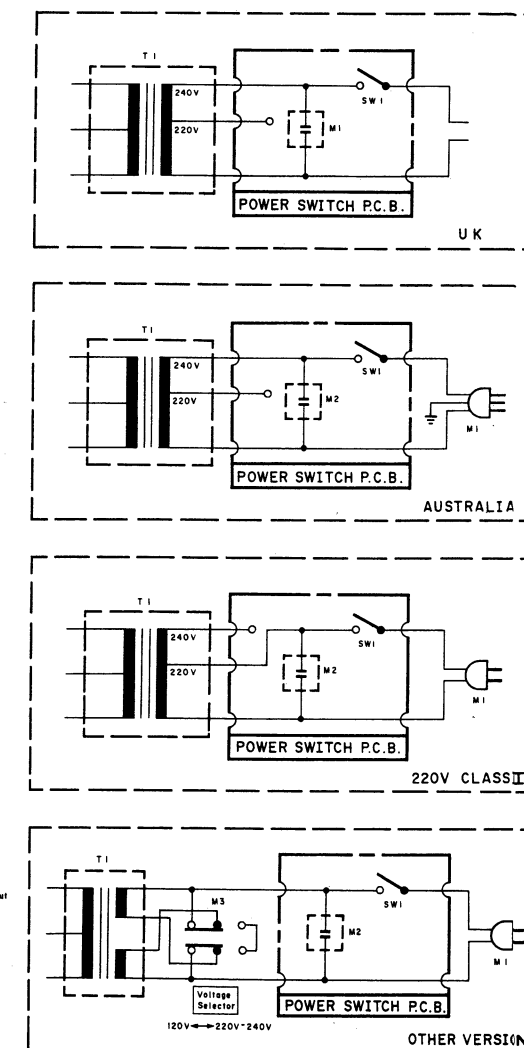 T1
240V
SW1
220V
M1
POWER SWITCH P.C.B.
UK
T1
240V
SW1
220V
M2
M1
POWER SWITCH P.C.B.
AUSTRALIA
T1
240V
SW1
220V
M2
M1
POWER SWITCH P.C.B.
220V CLASS II
T1
SW1
M3
M2
M1
Voltage
Selector
POWER SWITCH P.C.B.
120V ↔ 220V-240V
OTHER VERSION